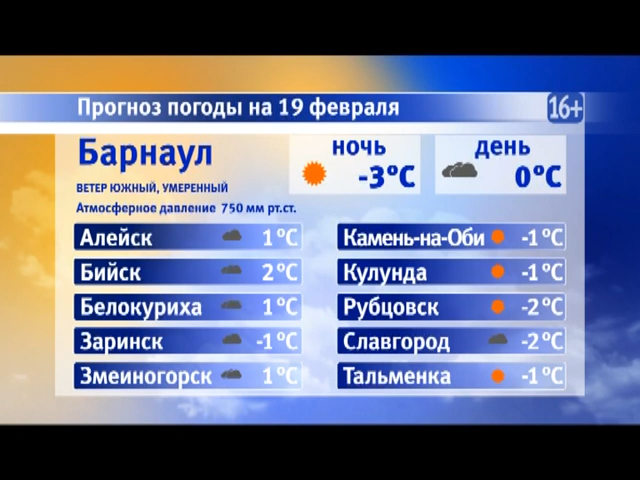 Прогноз погоды на 19 февраля
16+
Барнаул
ВЕТЕР ЮЖНЫЙ, УМЕРЕННЫЙ
Атмосферное давление 750 мм рт.ст.
ночь
-3°C
день
0°C
Алейск 1°C
Бийск 2°C
Белокуриха 1°C
Заринск -1°C
Змеиногорск 1°C
Камень-на-Оби -1°C
Кулунда -1°C
Рубцовск -2°C
Славгород -2°C
Тальменка -1°C